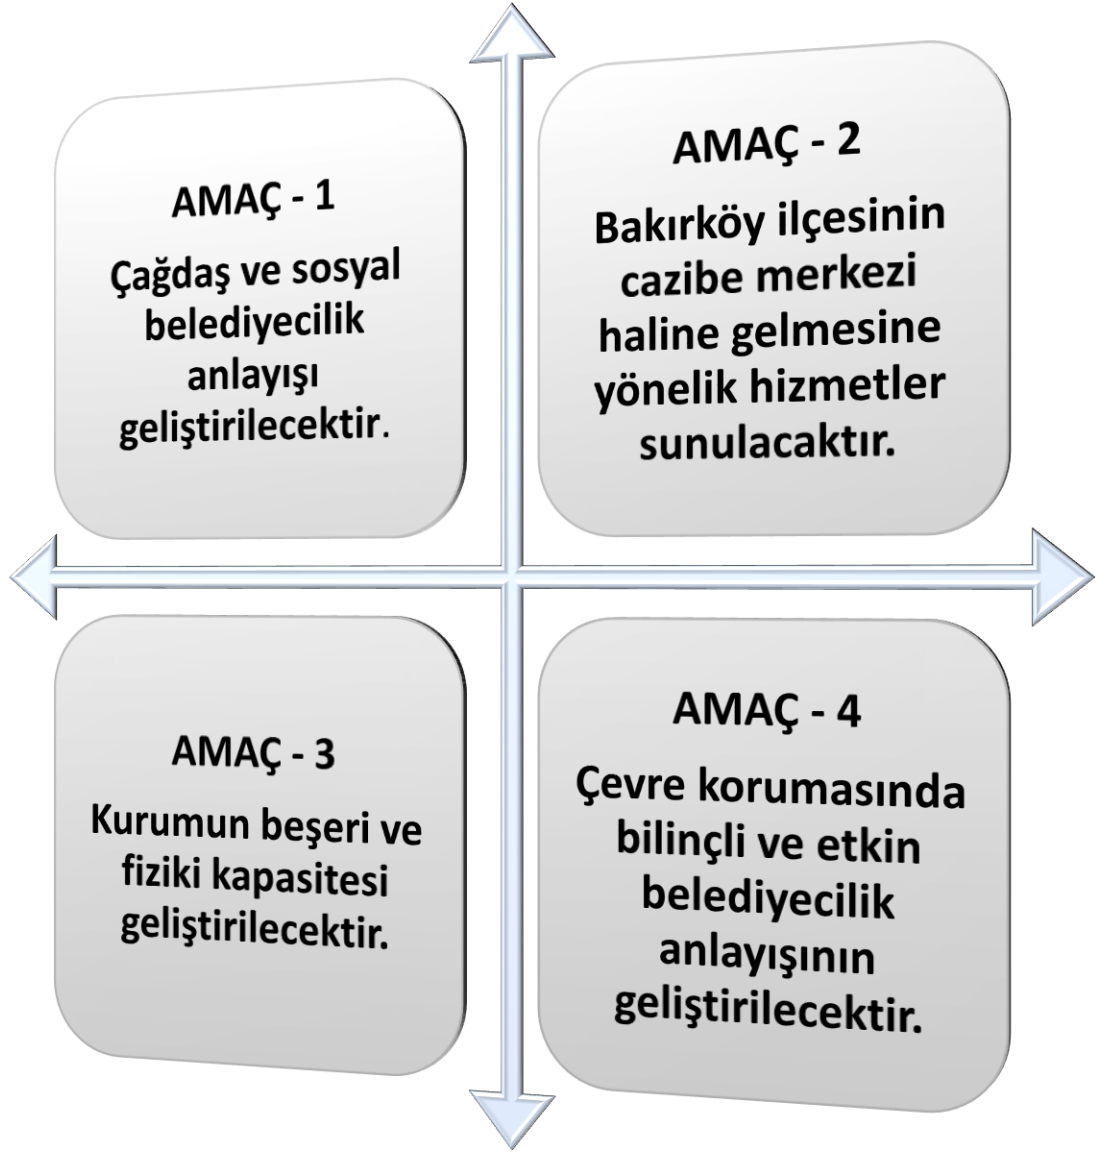 AMAÇ - 1
Çağdaş ve sosyal
belediyecilik
anlayışı
geliştirilecektir.
AMAÇ - 2
Bakırköy ilçesinin
cazibe merkezi
haline gelmesine
yönelik hizmetler
sunulacaktır.
AMAÇ - 3
Kurumun beşeri ve
fiziki kapasitesi
geliştirilecektir.
AMAÇ - 4
Çevre korumasında
bilinçli ve etkin
belediyecilik
anlayışının
geliştirilecektir.